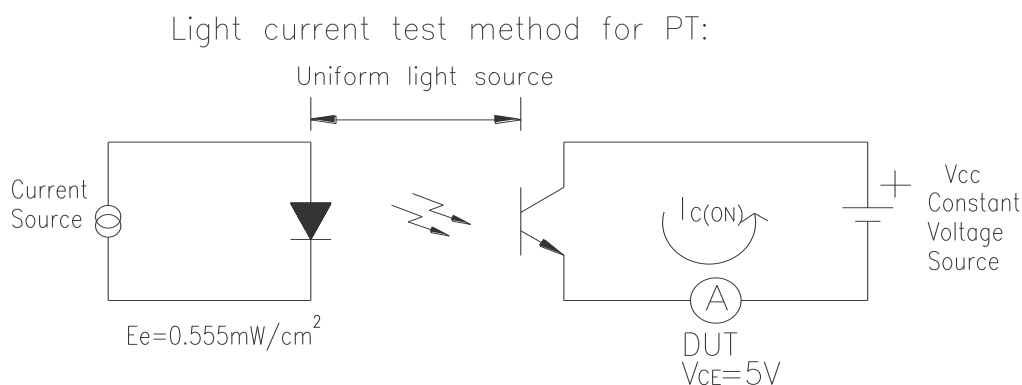 Light current test method for PT:
Uniform light source
Current
Source
IC(ON)
+
Vcc
Constant
Voltage
Source
A
Ee=0.555mW/cm²
DUT
VCE=5V